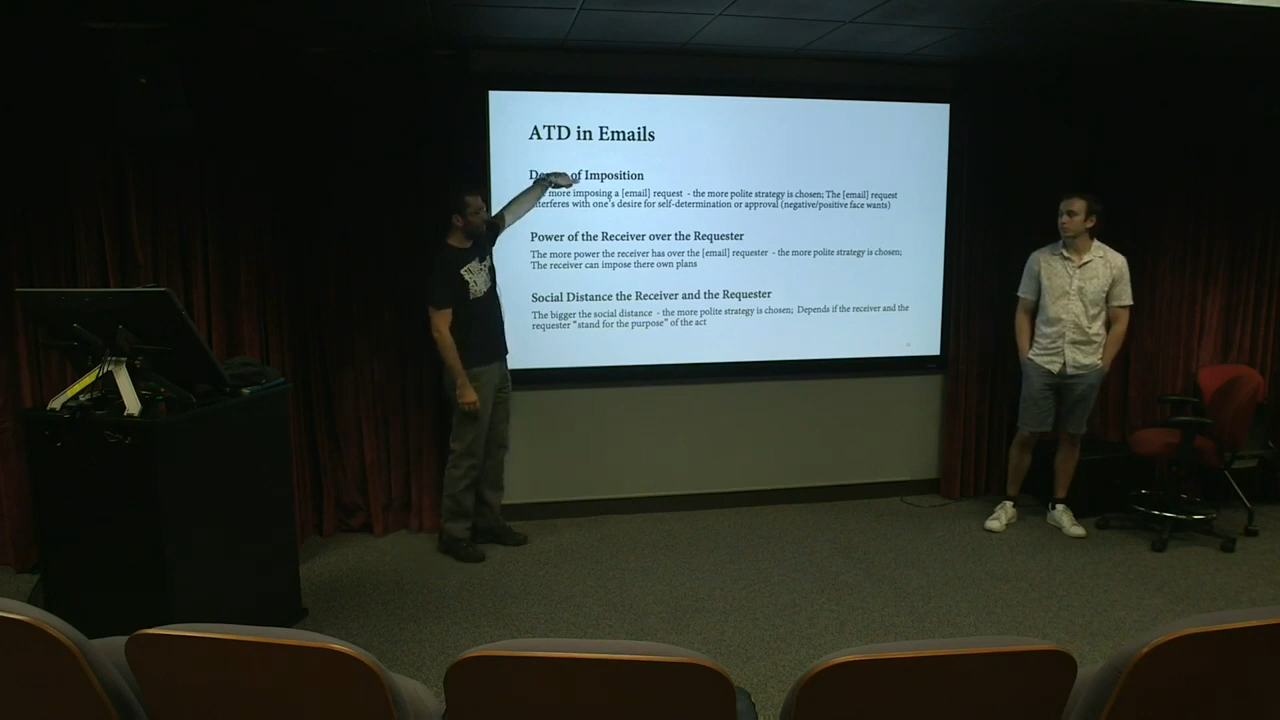 ATD in Emails
of Imposition
more imposing a [email] request - the more polite strategy is chosen; The [email] request
interferes with one's desire for self-determination or approval (negative/positive face wants)
Power of the Receiver over the Requester
The more power the receiver has over the [email] requester - the more polite strategy is chosen;
The receiver can impose there own plans
Social Distance the Receiver and the Requester
The bigger the social distance - the more polite strategy is chosen; Depends if the receiver and the
requester “stand for the purpose” of the act